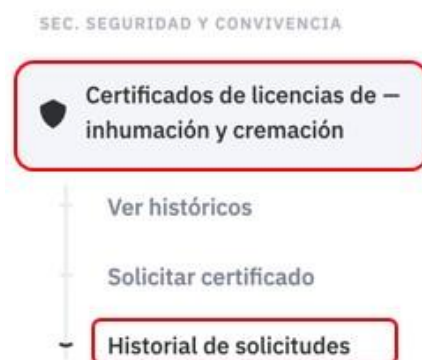 SEC. SEGURIDAD Y CONVIVENCIA
Certificados de licencias de —
inhumación y cremación
Ver históricos
Solicitar certificado
Historial de solicitudes